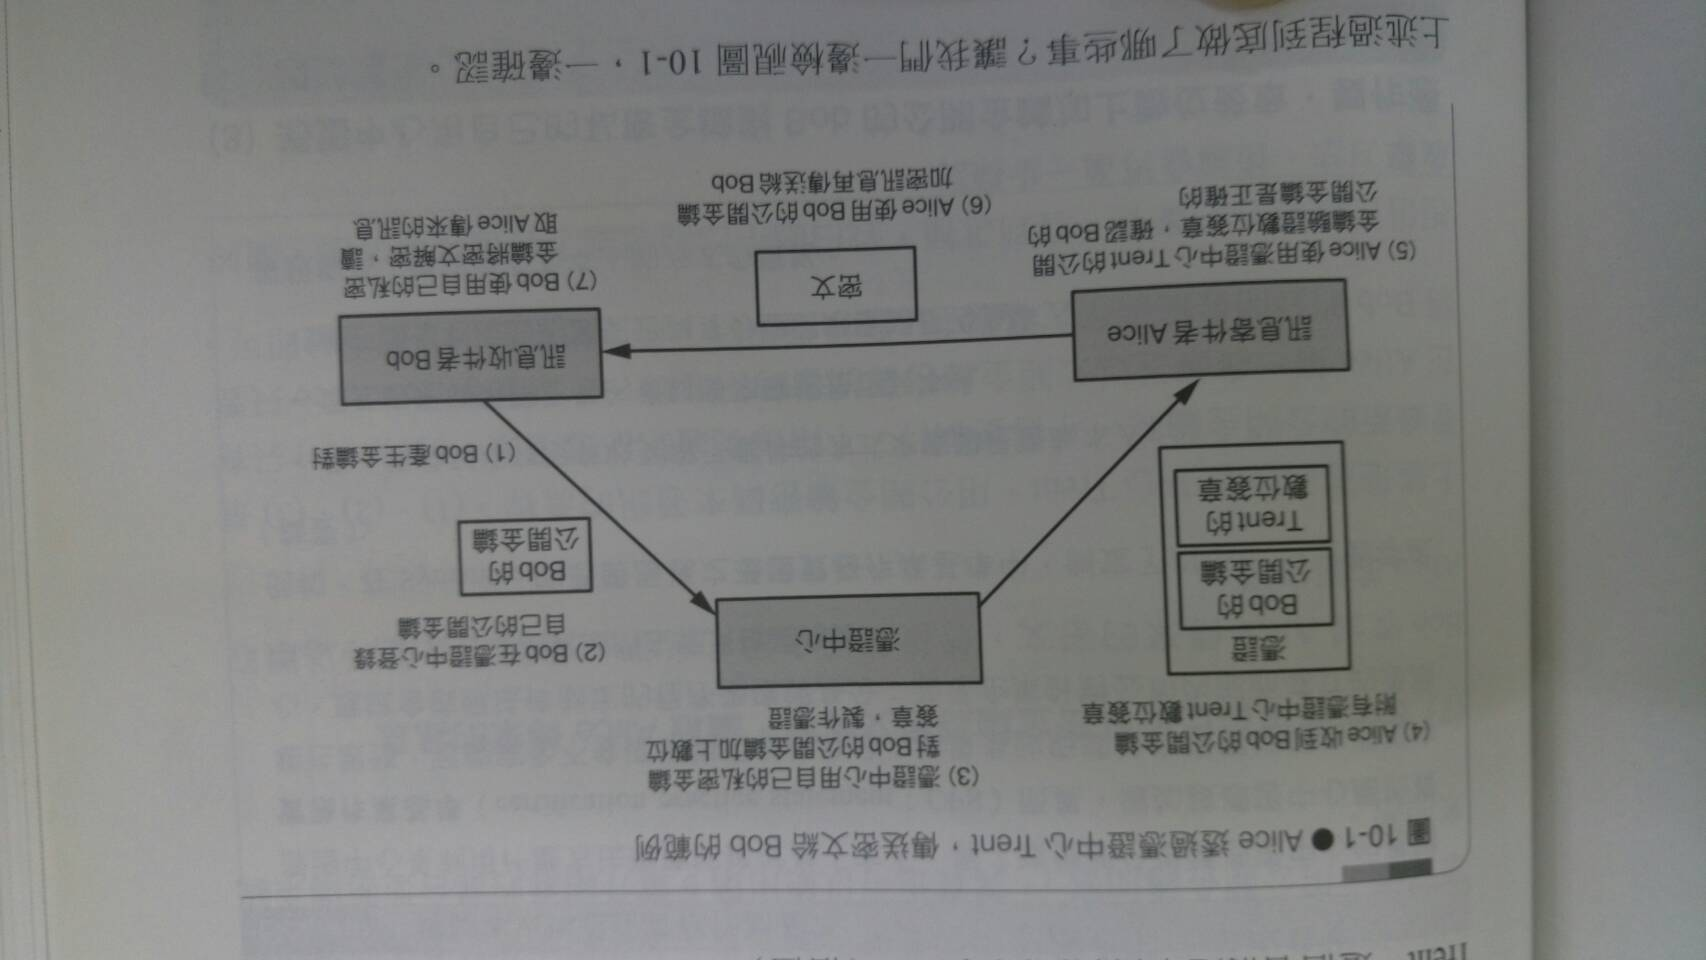 Trent
圖 10-1 ● Alice 透過憑證中心 Trent，傳送密文給 Bob 的範例
(4) Alice 收到 Bob 的公開金鑰
附有憑證中心 Trent 數位簽章
(3) 憑證中心用自己的私密金鑰
對 Bob 的公開金鑰加上數位
簽章，製作憑證
憑證
Bob 的
公開金鑰
Trent 的
數位簽章
憑證中心
(2) Bob 在憑證中心登錄
自己的公開金鑰
Bob 的
公開金鑰
(1) Bob 產生金鑰對
訊息寄件者 Alice
訊息收件者 Bob
密文
(5) Alice 使用憑證中心 Trent 的公開
金鑰驗證數位簽章，確認 Bob 的
公開金鑰是正確的
(6) Alice 使用 Bob 的公開金鑰
加密訊息再傳送給 Bob
(7) Bob 使用自己的私密
金鑰將密文解密，讀
取 Alice 傳來的訊息
上述過程到底做了哪些事？讓我們一邊檢視圖 10-1，一邊確認。